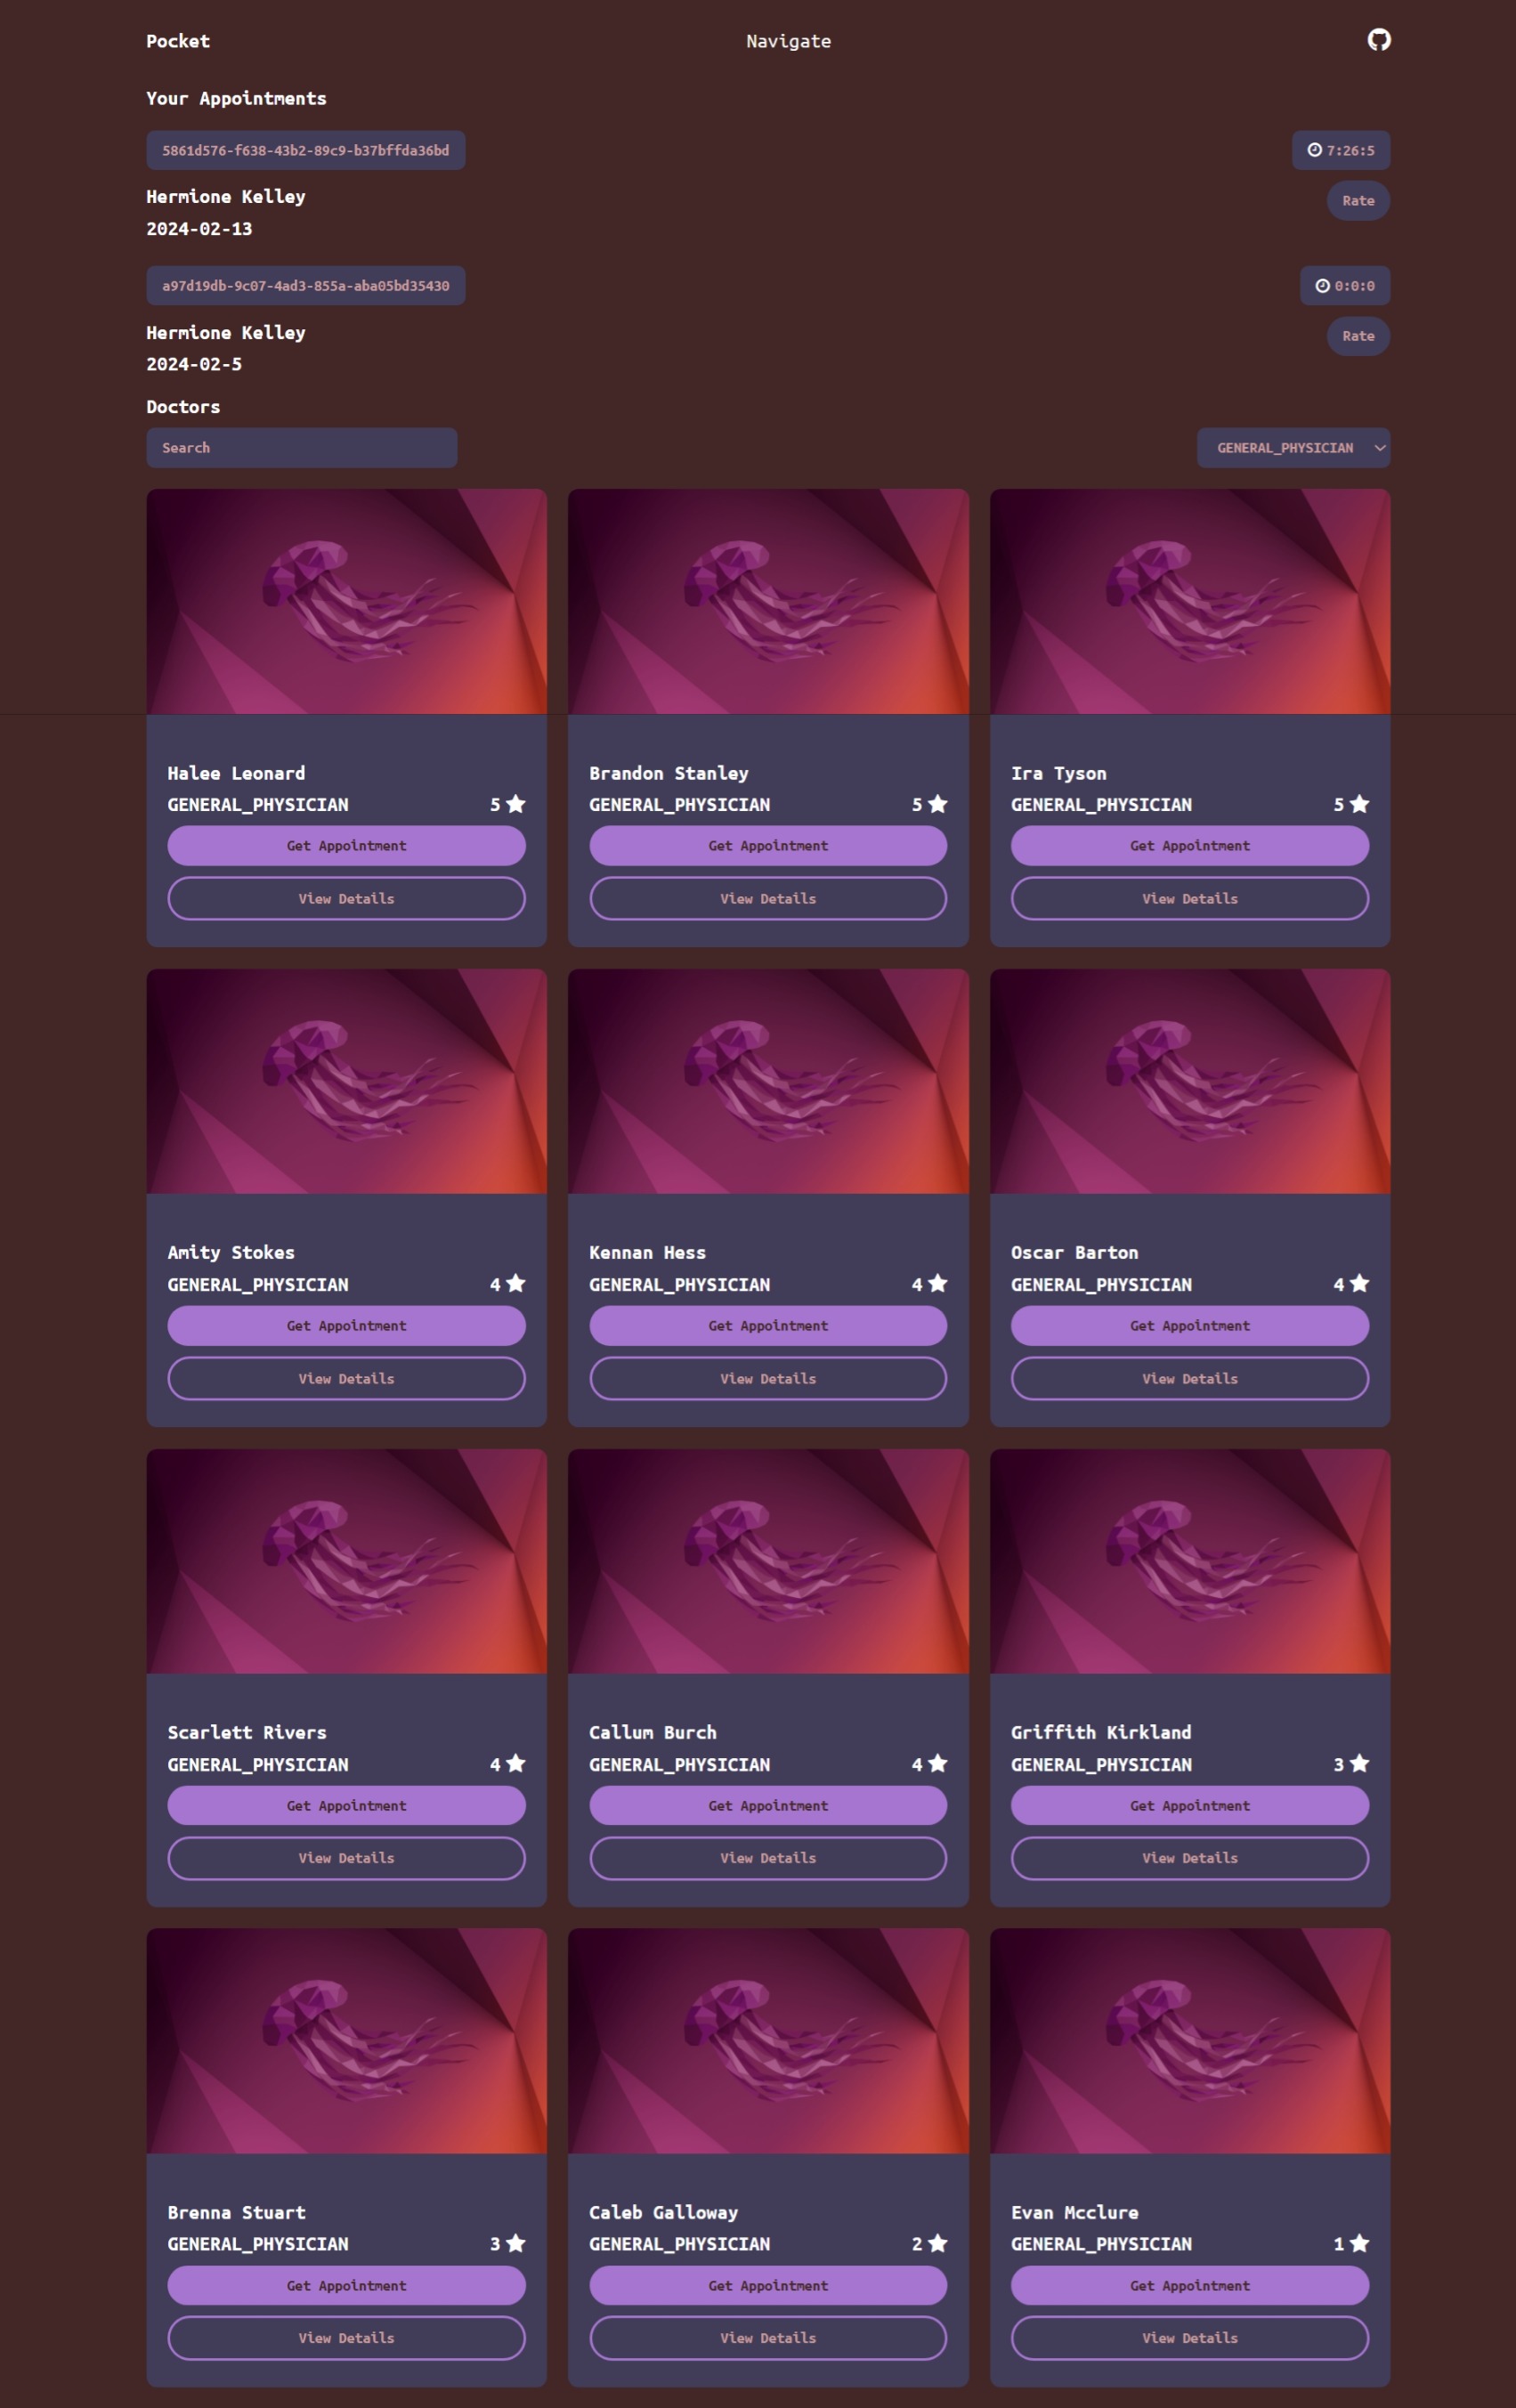 Pocket Navigate
Your Appointments
5861d576-f638-43b2-89c9-b37bffda36bd 7:26:5
Hermione Kelley Rate
2024-02-13
a97d19db-9c07-4ad3-855a-aba05bd35430 0:0:0
Hermione Kelley Rate
2024-02-5
Doctors
Search GENERAL_PHYSICIAN
Halee Leonard
GENERAL_PHYSICIAN 5
Get Appointment
View Details
Brandon Stanley
GENERAL_PHYSICIAN 5
Get Appointment
View Details
Ira Tyson
GENERAL_PHYSICIAN 5
Get Appointment
View Details
Amity Stokes
GENERAL_PHYSICIAN 4
Get Appointment
View Details
Kennan Hess
GENERAL_PHYSICIAN 4
Get Appointment
View Details
Oscar Barton
GENERAL_PHYSICIAN 4
Get Appointment
View Details
Scarlett Rivers
GENERAL_PHYSICIAN 4
Get Appointment
View Details
Callum Burch
GENERAL_PHYSICIAN 4
Get Appointment
View Details
Griffith Kirkland
GENERAL_PHYSICIAN 3
Get Appointment
View Details
Brenna Stuart
GENERAL_PHYSICIAN 3
Get Appointment
View Details
Caleb Galloway
GENERAL_PHYSICIAN 2
Get Appointment
View Details
Evan Mcclure
GENERAL_PHYSICIAN 1
Get Appointment
View Details